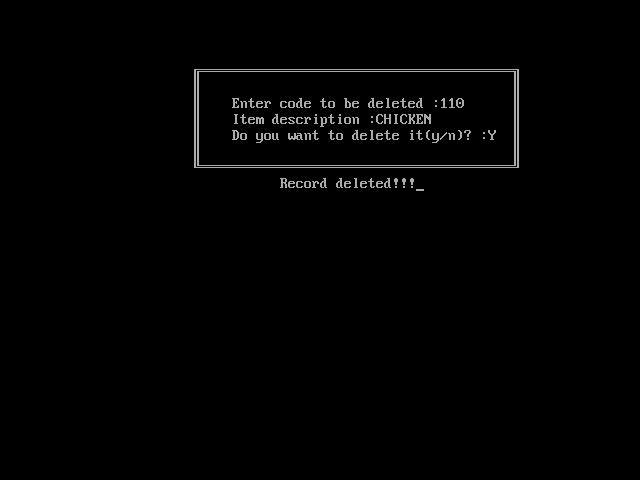 Enter code to be deleted :110
Item description :CHICKEN
Do you want to delete it(y/n)? :Y
Record deleted!!!_